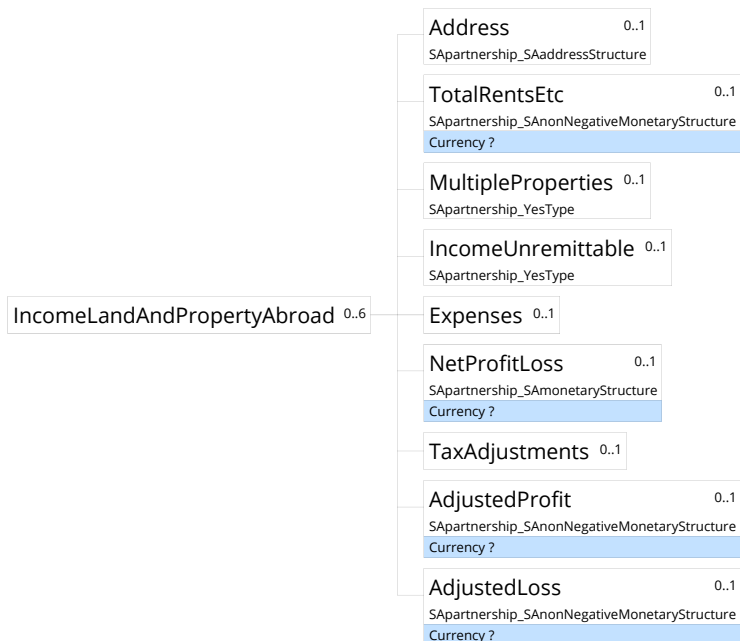 Address 0..1
SApartnership_SAaddressStructure
TotalRentsEtc 0..1
SApartnership_SAnonNegativeMonetaryStructure
Currency ?
MultipleProperties 0..1
SApartnership_YesType
IncomeUnremittable 0..1
SApartnership_YesType
IncomeLandAndPropertyAbroad 0..6
Expenses 0..1
NetProfitLoss 0..1
SApartnership_SAmonetaryStructure
Currency ?
TaxAdjustments 0..1
AdjustedProfit 0..1
SApartnership_SAnonNegativeMonetaryStructure
Currency ?
AdjustedLoss 0..1
SApartnership_SAnonNegativeMonetaryStructure
Currency ?